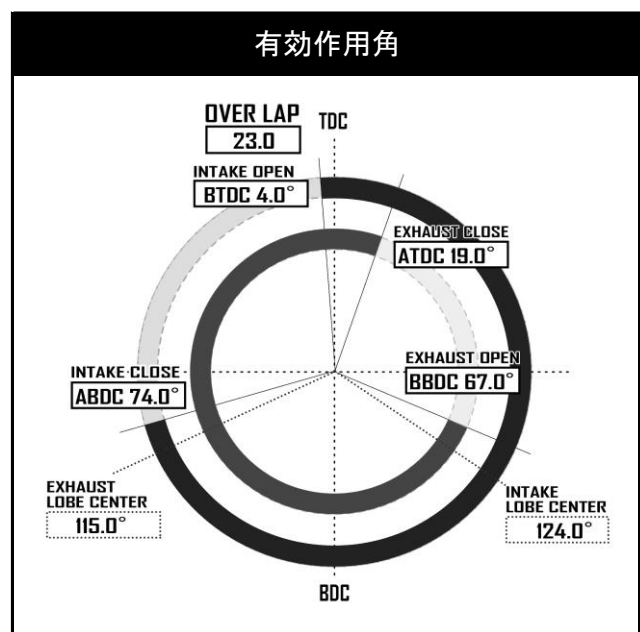 有効作用角
OVER LAP
23.0
TDC
INTAKE OPEN
BTDC 4.0°
EXHAUST CLOSE
ATDC 19.0°
EXHAUST OPEN
BBDC 67.0°
INTAKE CLOSE
ABDC 74.0°
EXHAUST
LOBE CENTER
115.0°
INTAKE
LOBE CENTER
124.0°
BDC